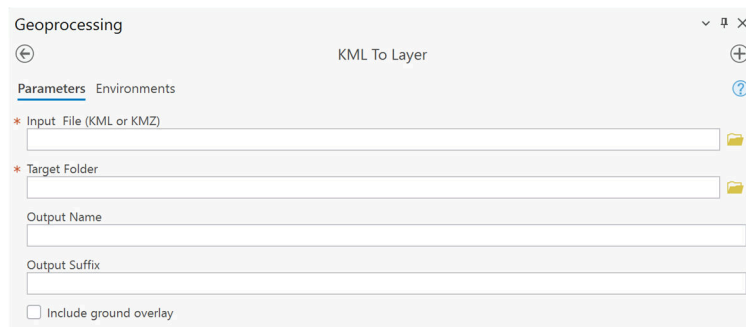 Geoprocessing
KML To Layer
Parameters Environments
* Input File (KML or KMZ)
* Target Folder
Output Name
Output Suffix
Include ground overlay